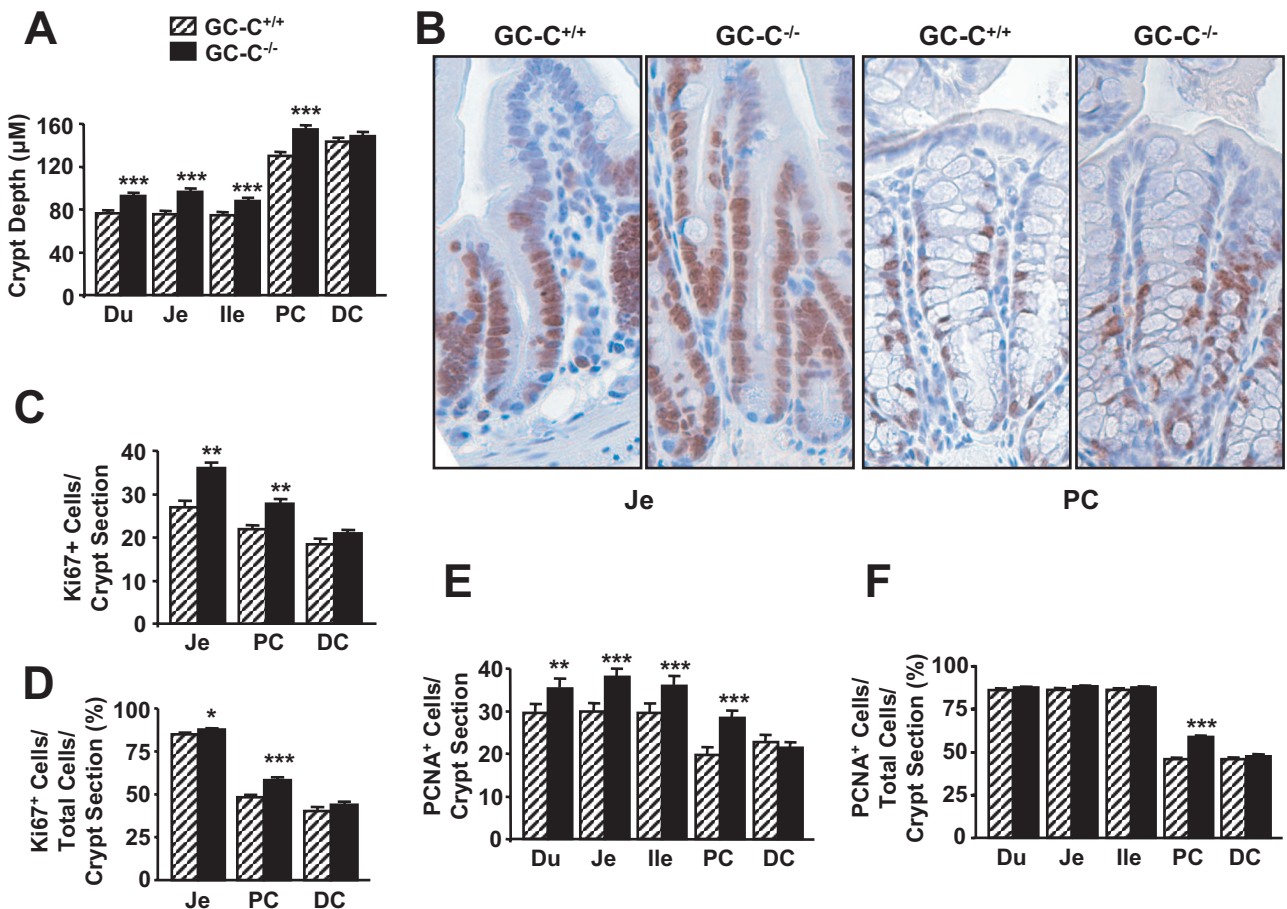 A
GC-C+/+
GC-C-/-
Crypt Depth (µM)
160
120
80
40
0
***
***
***
***
Du Je Ile PC DC
B
GC-C+/+ GC-C-/- GC-C+/+ GC-C-/-
Je PC
C
Ki67+ Cells/
Crypt Section
40
30
20
10
0
**
**
Je PC DC
D
Ki67+ Cells/
Total Cells/
Crypt Section (%)
100
75
50
25
0
*
***
Je PC DC
E
PCNA+ Cells/
Crypt Section
40
30
20
10
0
**
***
***
***
Du Je Ile PC DC
F
PCNA+ Cells/
Total Cells/
Crypt Section (%)
100
75
50
25
0
***
Du Je Ile PC DC